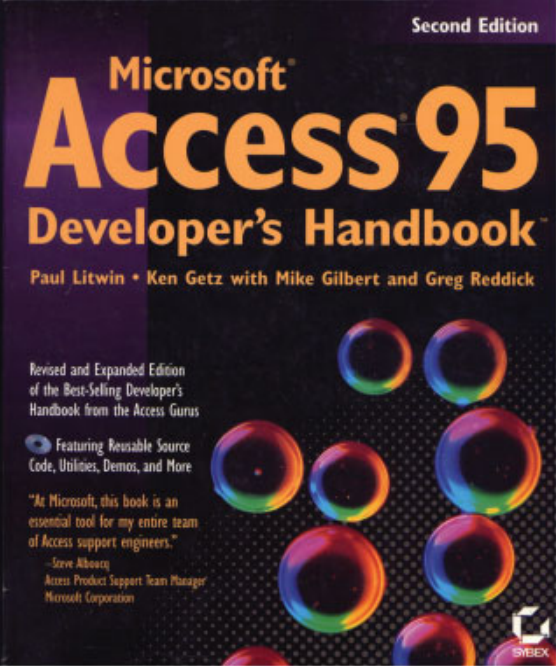 Second Edition
Microsoft®
Access® 95
Developer's Handbook™
Paul Litwin • Ken Getz with Mike Gilbert and Greg Reddick
Revised and Expanded Edition
of the Best-Selling Developer's
Handbook from the Access Gurus
Featuring Reusable Source
Code, Utilities, Demos, and More
"At Microsoft, this book is an
essential tool for my entire team
of Access support engineers."
–Steve Alboucq
Access Product Support Team Manager
Microsoft Corporation
SYBEX